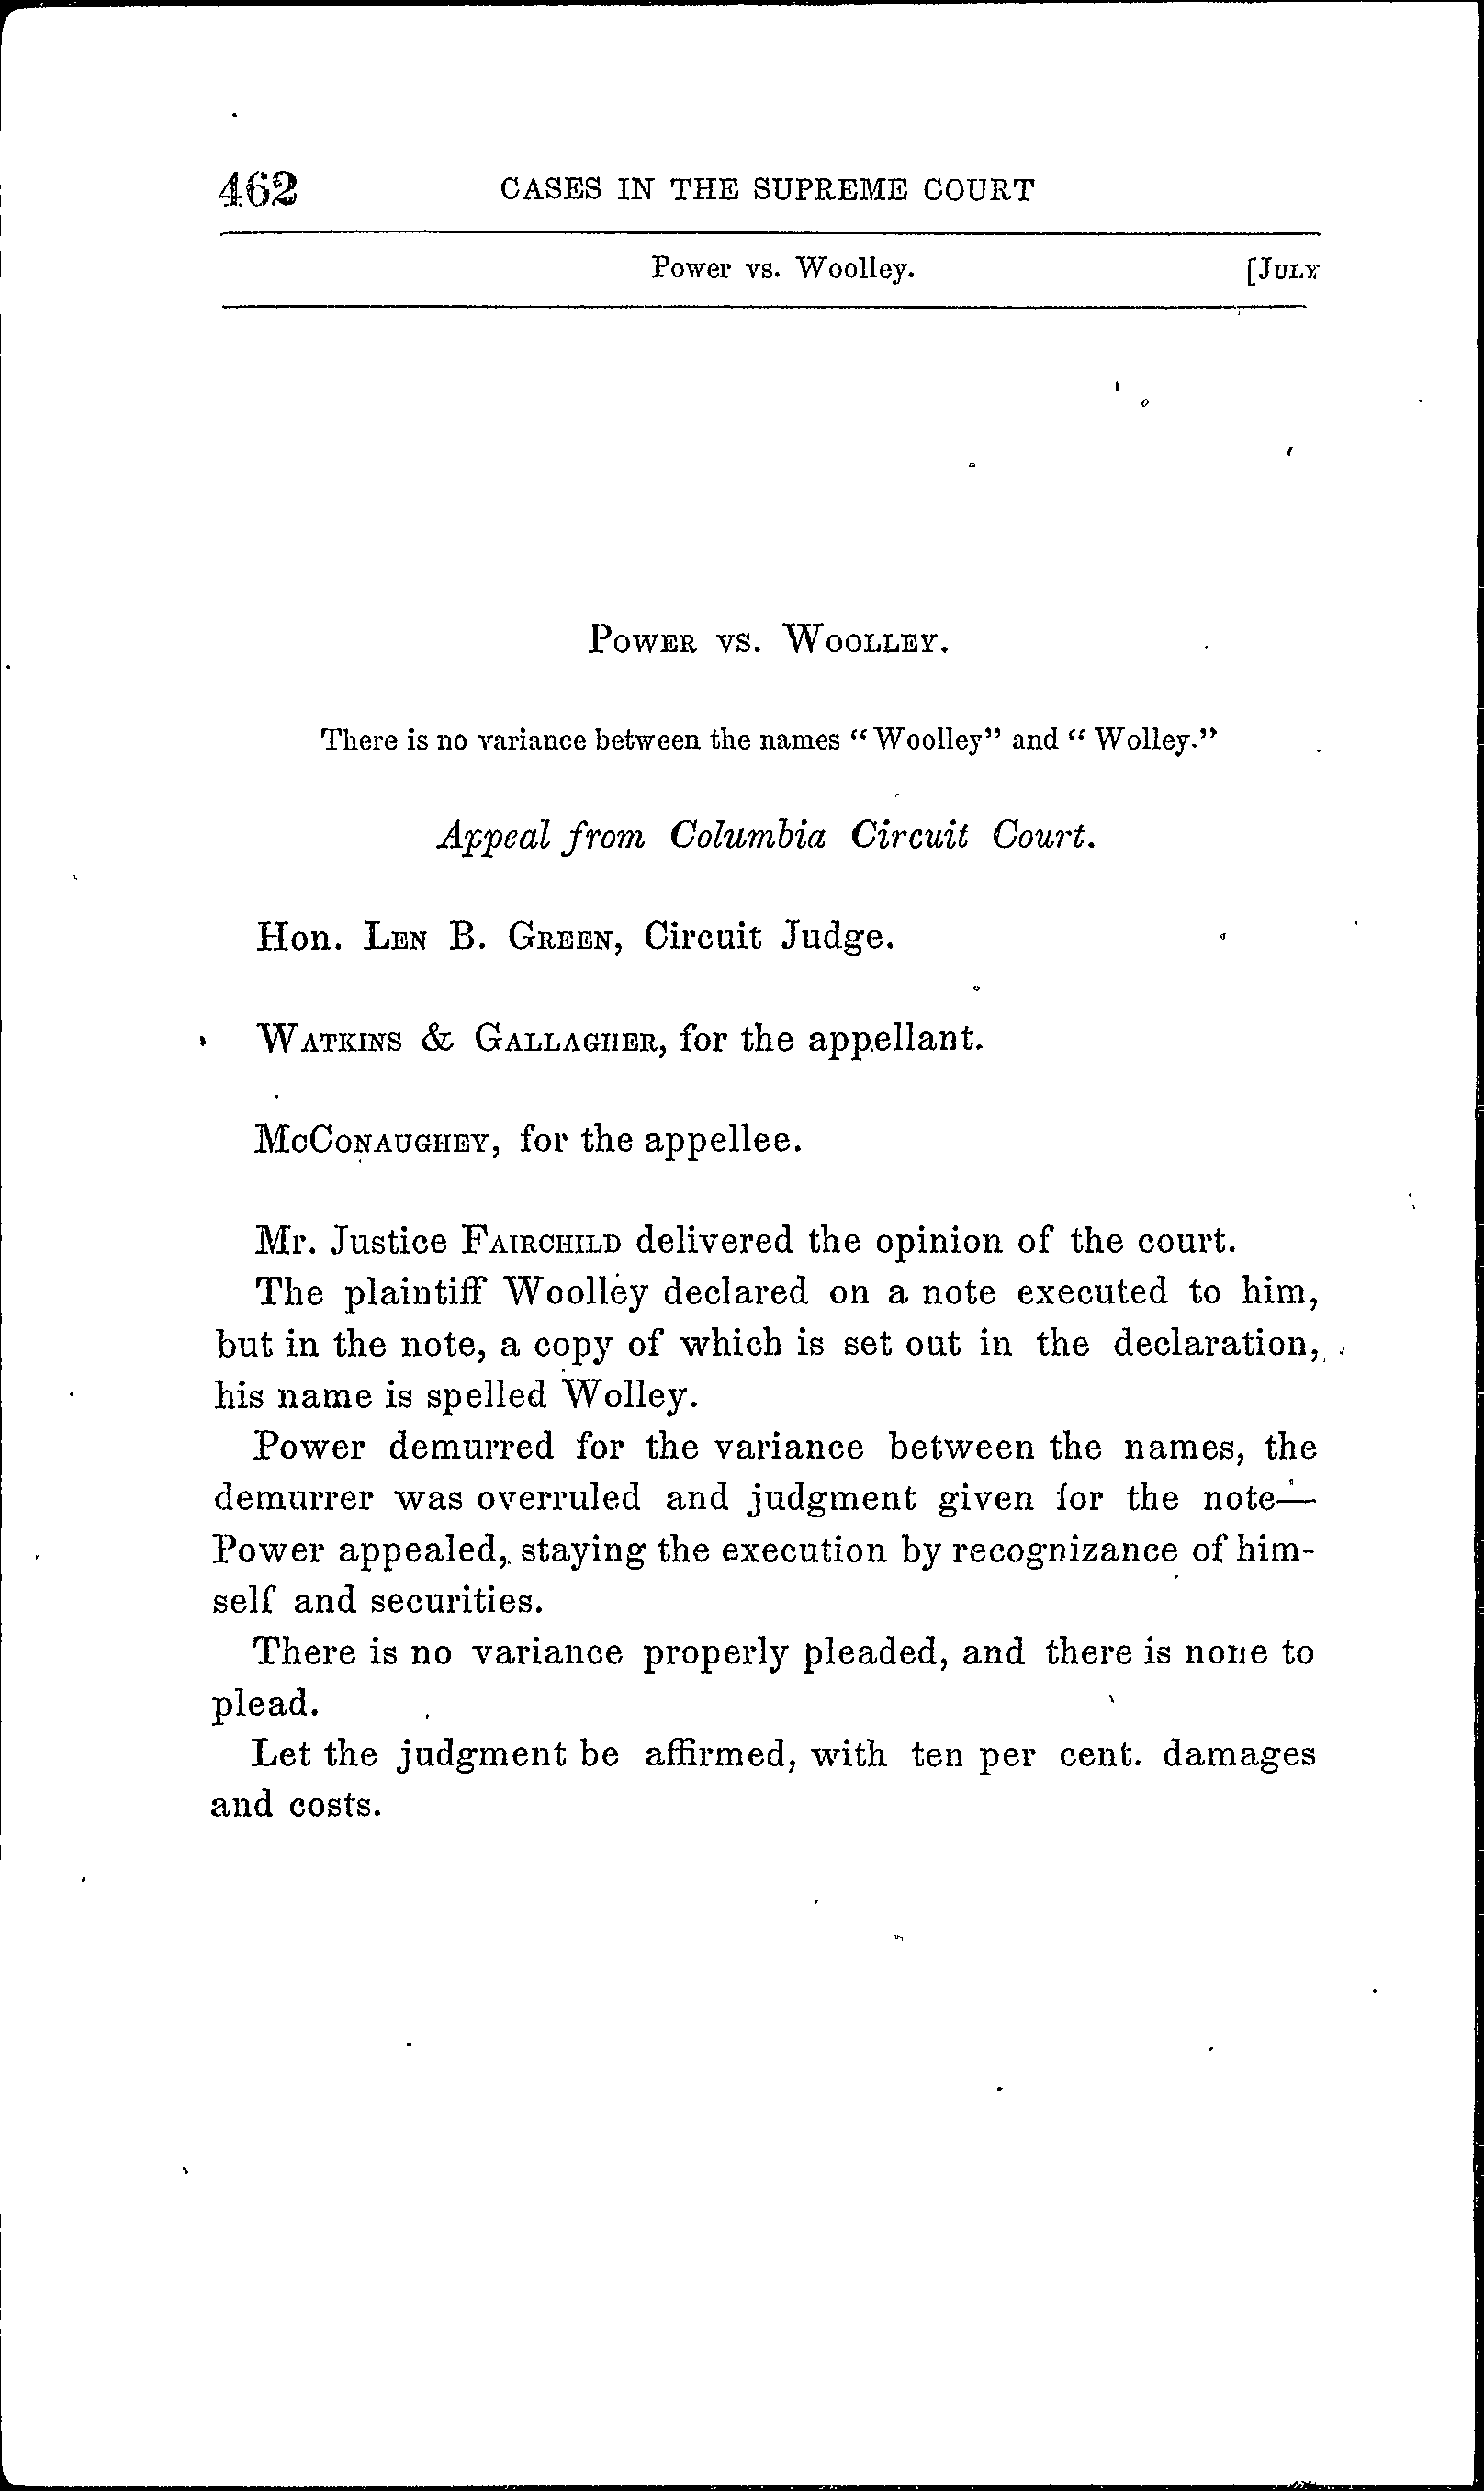 462 CASES IN THE SUPREME COURT
Power vs. Woolley. [JULY
POWER VS. WOOLLEY.
There is no variance between the names "Woolley" and "Wolley."
Appeal from Columbia Circuit Court.
Hon. LEN B. GREEN, Circuit Judge.
WATKINS & GALLAGHER, for the appellant.
MCCONAUGHEY, for the appellee.
Mr. Justice FAIRCHILD delivered the opinion of the court.
The plaintiff Woolley declared on a note executed to him,
but in the note, a copy of which is set out in the declaration,
his name is spelled Wolley.
Power demurred for the variance between the names, the
demurrer was overruled and judgment given for the note—
Power appealed, staying the execution by recognizance of him-
self and securities.
There is no variance properly pleaded, and there is none to
plead.
Let the judgment be affirmed, with ten per cent. damages
and costs.